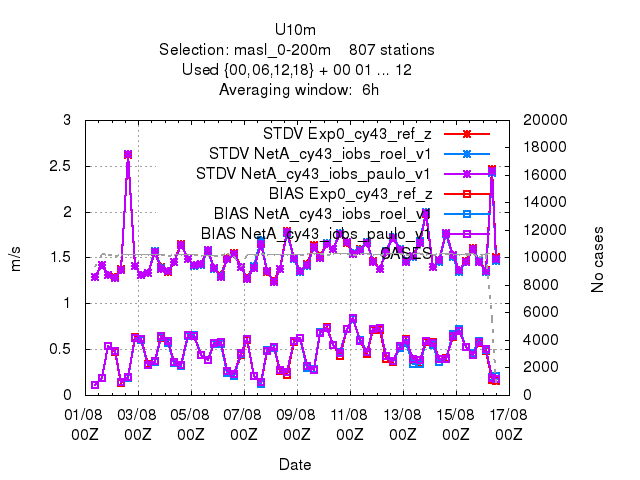 U10m
Selection: masl_0-200m 807 stations
Used {00,06,12,18} + 00 01 ... 12
Averaging window: 6h
3
2.5
2
1.5
1
0.5
0
m/s
STDV Exp0_cy43_ref_z
STDV NetA_cy43_iobs_roel_v1
STDV NetA_cy43_iobs_paulo_v1
BIAS Exp0_cy43_ref_z
BIAS NetA_cy43_iobs_roel_v1
BIAS NetA_cy43_iobs_paulo_v1
CASES
20000
18000
16000
14000
12000
10000
8000
6000
4000
2000
0
No cases
01/08 03/08 05/08 07/08 09/08 11/08 13/08 15/08 17/08
00Z 00Z 00Z 00Z 00Z 00Z 00Z 00Z 00Z
Date